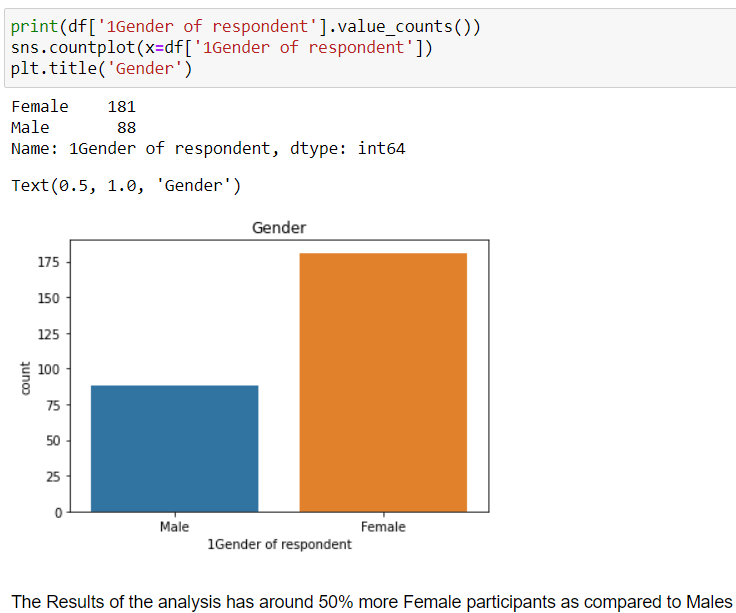 print(df['1Gender of respondent'].value_counts())
sns.countplot(x=df['1Gender of respondent'])
plt.title('Gender')
Female    181
Male       88
Name: 1Gender of respondent, dtype: int64
Text(0.5, 1.0, 'Gender')
Gender
175
150
125
100
75
50
25
0
count
Male Female
1Gender of respondent
The Results of the analysis has around 50% more Female participants as compared to Males